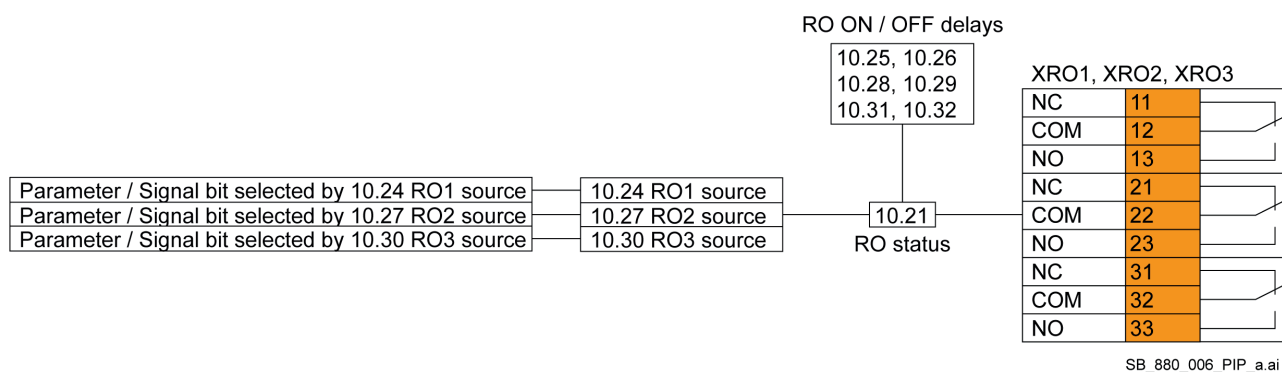 RO ON / OFF delays
10.25, 10.26
10.28, 10.29
10.31, 10.32
Parameter / Signal bit selected by 10.24 RO1 source
Parameter / Signal bit selected by 10.27 RO2 source
Parameter / Signal bit selected by 10.30 RO3 source
10.24 RO1 source
10.27 RO2 source
10.30 RO3 source
10.21
RO status
XRO1, XRO2, XRO3
NC 11
COM 12
NO 13
NC 21
COM 22
NO 23
NC 31
COM 32
NO 33
SB_880_006_PIP_a.ai